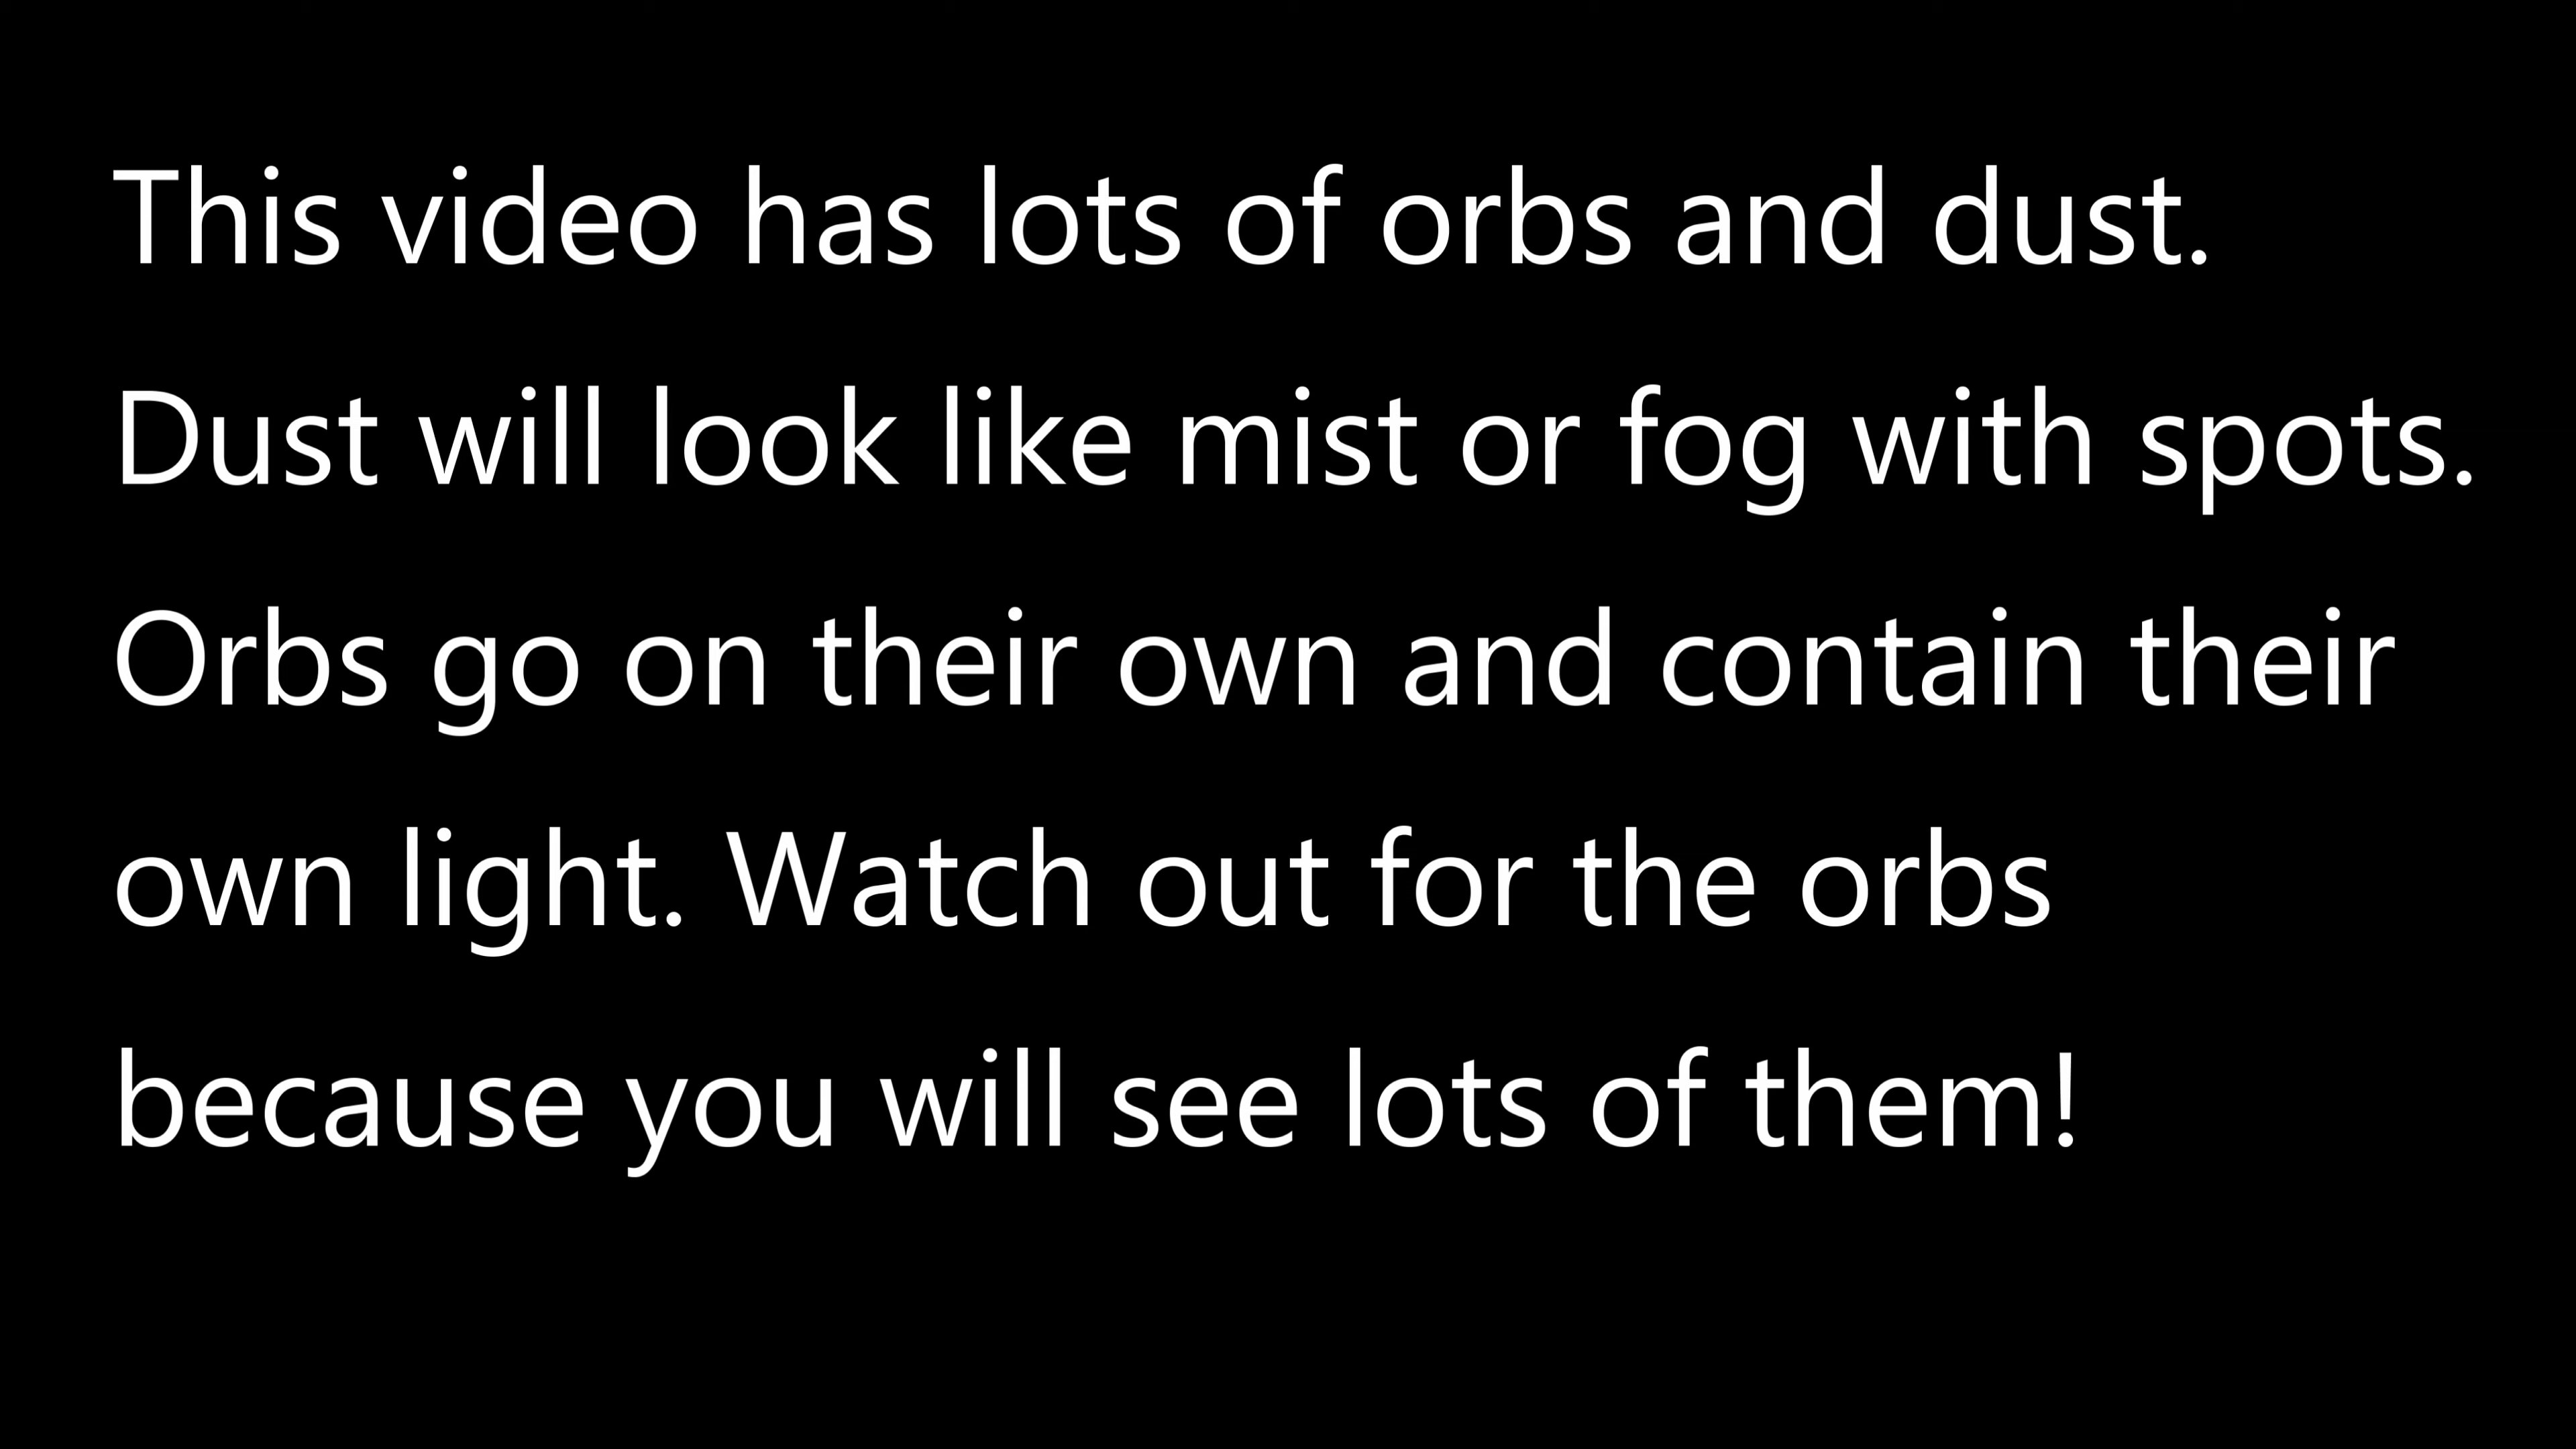 This video has lots of orbs and dust.
Dust will look like mist or fog with spots.
Orbs go on their own and contain their
own light. Watch out for the orbs
because you will see lots of them!